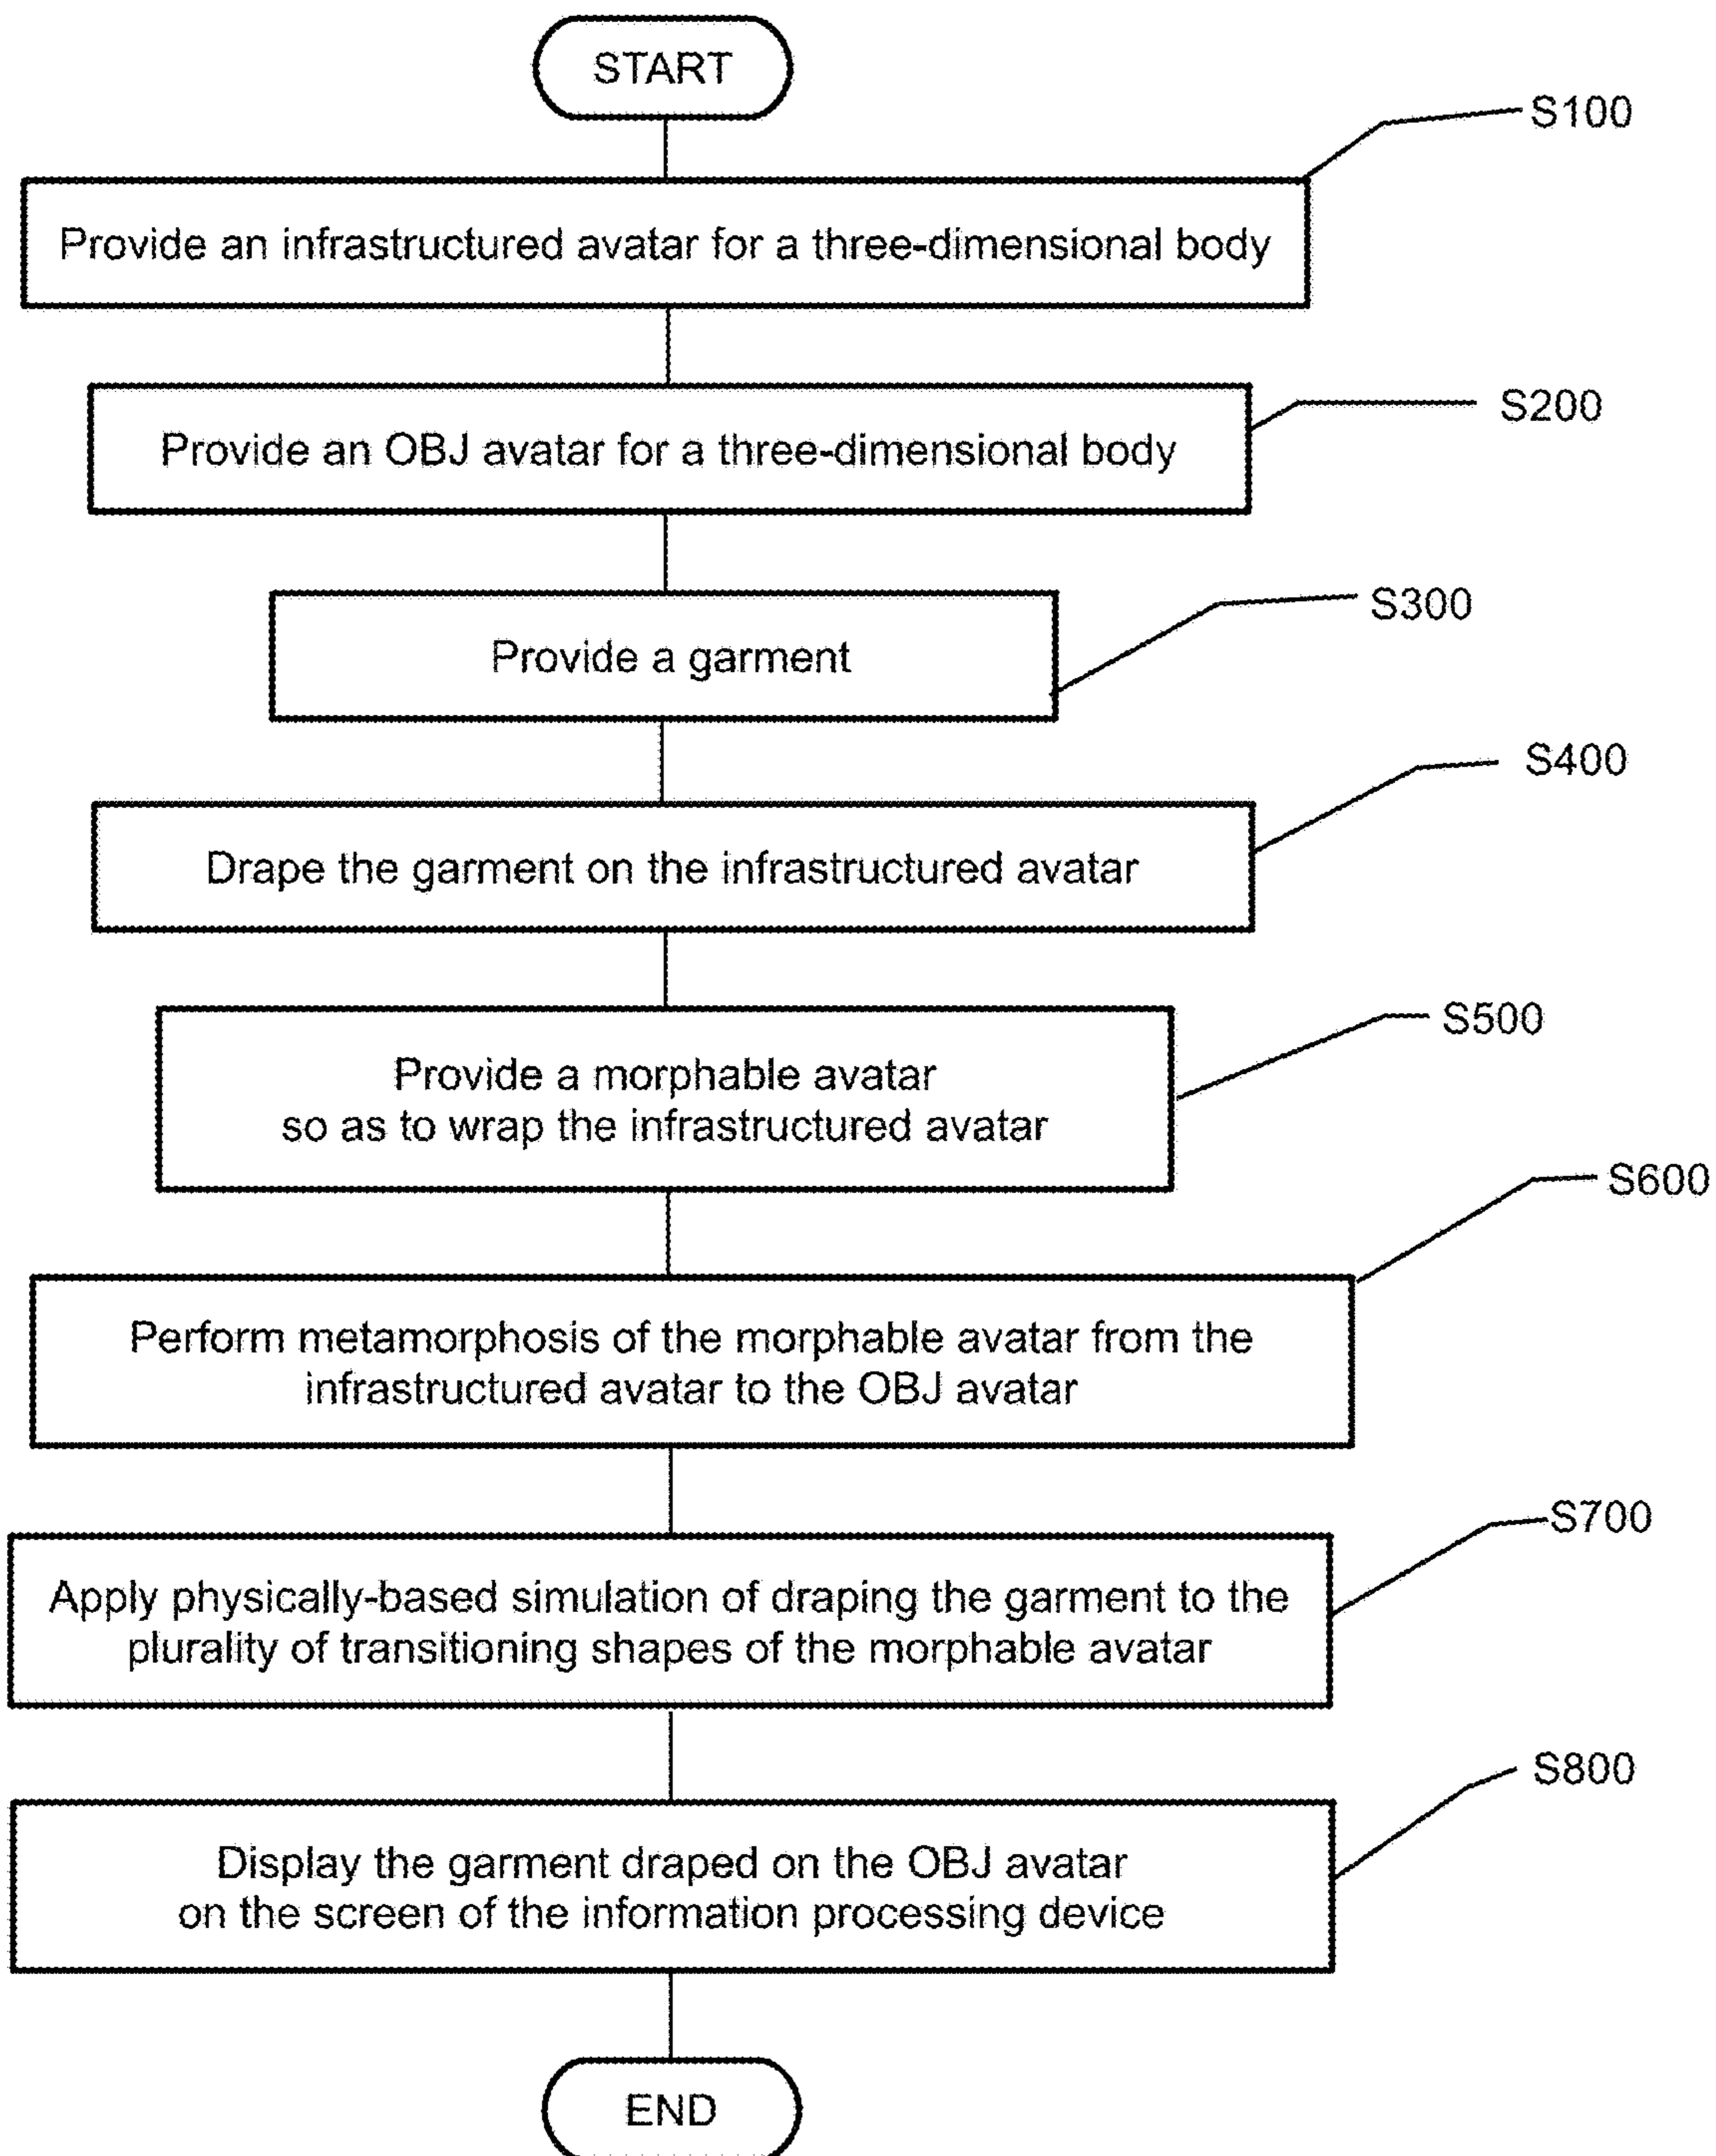 START
S100
Provide an infrastructured avatar for a three-dimensional body
S200
Provide an OBJ avatar for a three-dimensional body
S300
Provide a garment
S400
Drape the garment on the infrastructured avatar
S500
Provide a morphable avatar
so as to wrap the infrastructured avatar
S600
Perform metamorphosis of the morphable avatar from the
infrastructured avatar to the OBJ avatar
S700
Apply physically-based simulation of draping the garment to the
plurality of transitioning shapes of the morphable avatar
S800
Display the garment draped on the OBJ avatar
on the screen of the information processing device
END